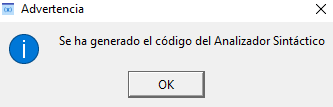 Advertencia
Se ha generado el código del Analizador Sintáctico
OK